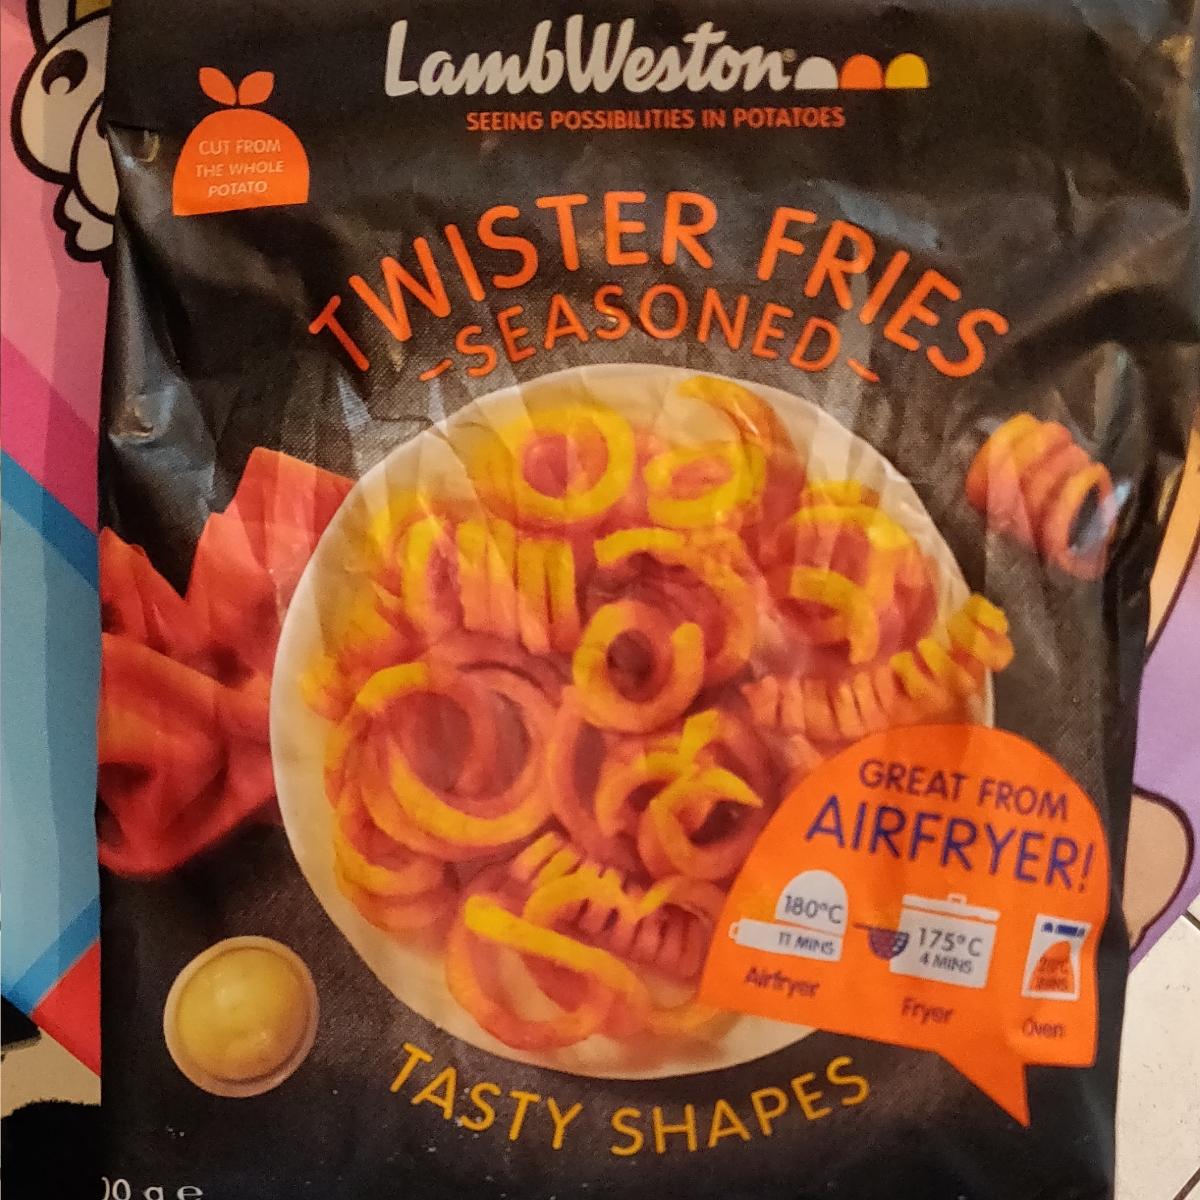 LambWeston
SEEING POSSIBILITIES IN POTATOES
CUT FROM
THE WHOLE
POTATO
TWISTER FRIES
-SEASONED-
GREAT FROM
AIRFRYER!
180°C
11 MINS
Airfryer
175°C
4 MINS
Fryer
Oven
TASTY SHAPES
0 g e